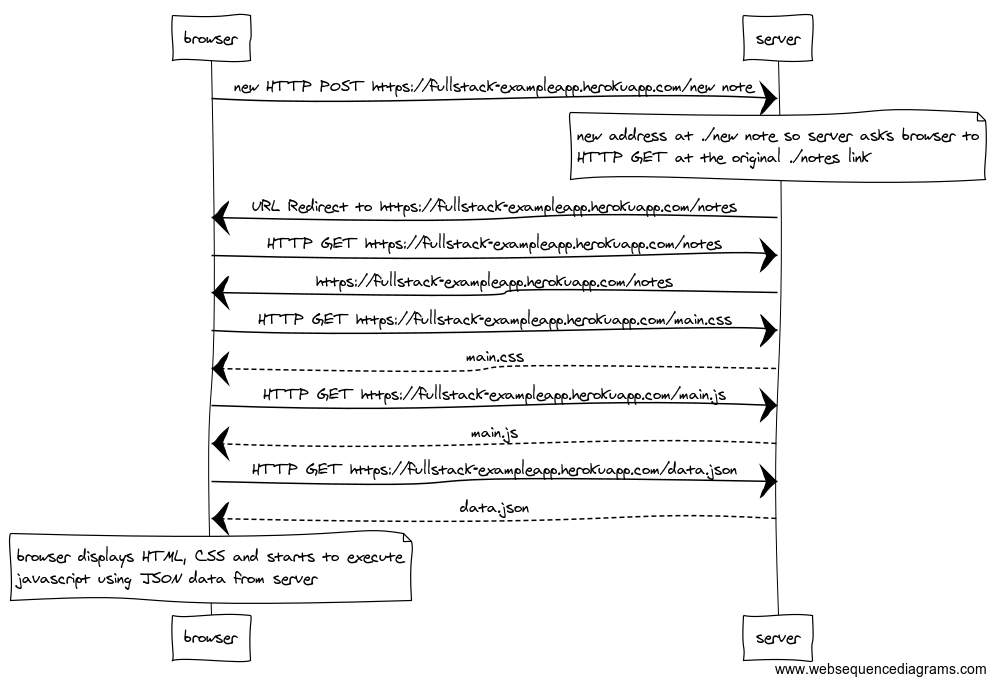 browser
server
new HTTP POST https://fullstack-exampleapp.herokuapp.com/new note
new address at ./new note so server asks browser to
HTTP GET at the original ./notes link
URL Redirect to https://fullstack-exampleapp.herokuapp.com/notes
HTTP GET https://fullstack-exampleapp.herokuapp.com/notes
https://fullstack-exampleapp.herokuapp.com/notes
HTTP GET https://fullstack-exampleapp.herokuapp.com/main.css
main.css
HTTP GET https://fullstack-exampleapp.herokuapp.com/main.js
main.js
HTTP GET https://fullstack-exampleapp.herokuapp.com/data.json
data.json
browser displays HTML, CSS and starts to execute
javascript using JSON data from server
browser
server
www.websequencediagrams.com